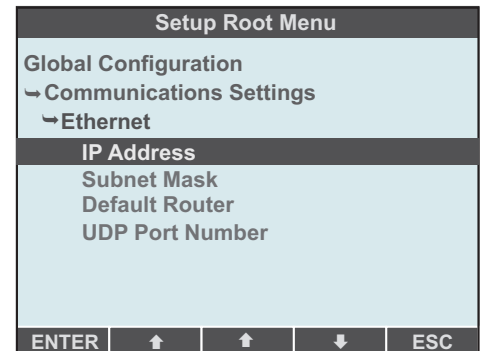 Setup Root Menu
Global Configuration
➥Communications Settings
➥Ethernet
IP Address
Subnet Mask
Default Router
UDP Port Number
ENTER ⬆ ⬆ ⬇ ESC